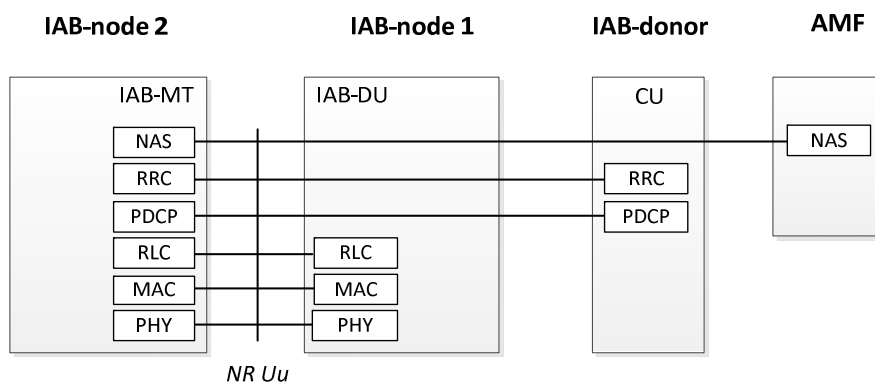 IAB-node 2 IAB-node 1 IAB-donor AMF
IAB-MT IAB-DU CU
NAS NAS
RRC RRC
PDCP PDCP
RLC RLC
MAC MAC
PHY PHY
NR Uu